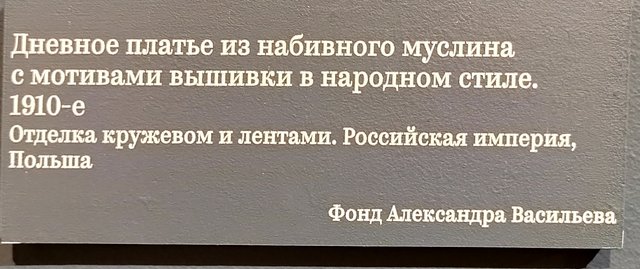 Дневное платье из набивного муслина
с мотивами вышивки в народном стиле.
1910-е
Отделка кружевом и лентами. Российская империя,
Польша
Фонд Александра Васильева